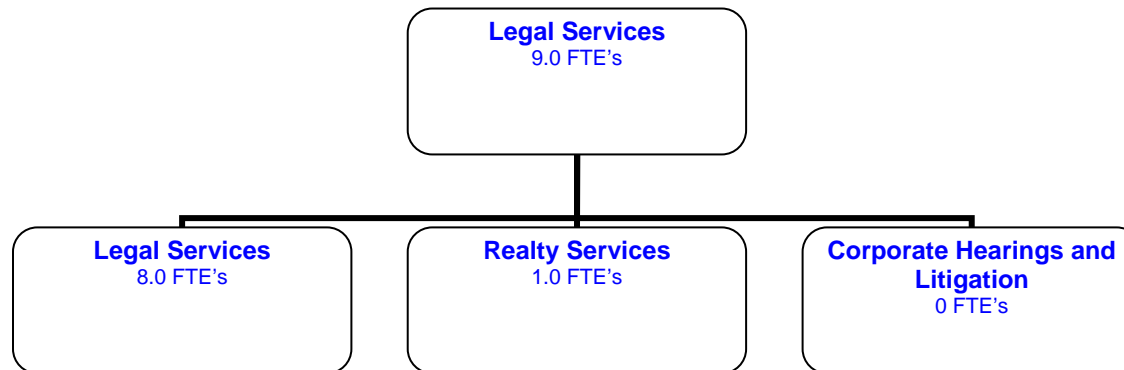 Legal Services
9.0 FTE’s
Legal Services
8.0 FTE’s
Realty Services
1.0 FTE’s
Corporate Hearings and
Litigation
0 FTE’s